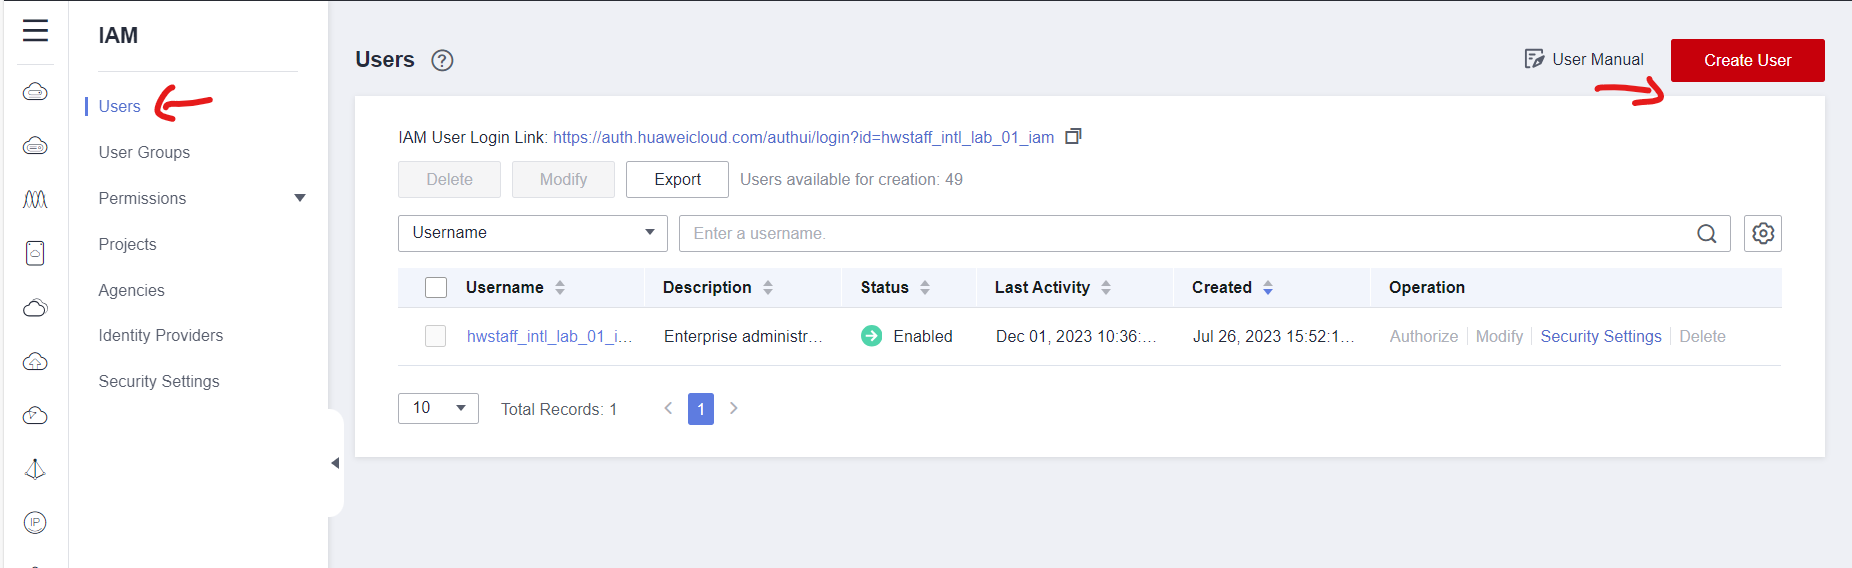 IAM
Users
User Groups
Permissions
Projects
Agencies
Identity Providers
Security Settings
IP
Users ?
User Manual
Create User
IAM User Login Link: https://auth.huaweicloud.com/authui/login?id=hwstaff_intl_lab_01_iam
Delete Modify Export Users available for creation: 49
Username Enter a username.
Username Description Status Last Activity Created Operation
hwstaff_intl_lab_01_i... Enterprise administr... Enabled Dec 01, 2023 10:36:... Jul 26, 2023 15:52:1... Authorize Modify Security Settings Delete
10 Total Records: 1 < 1 >